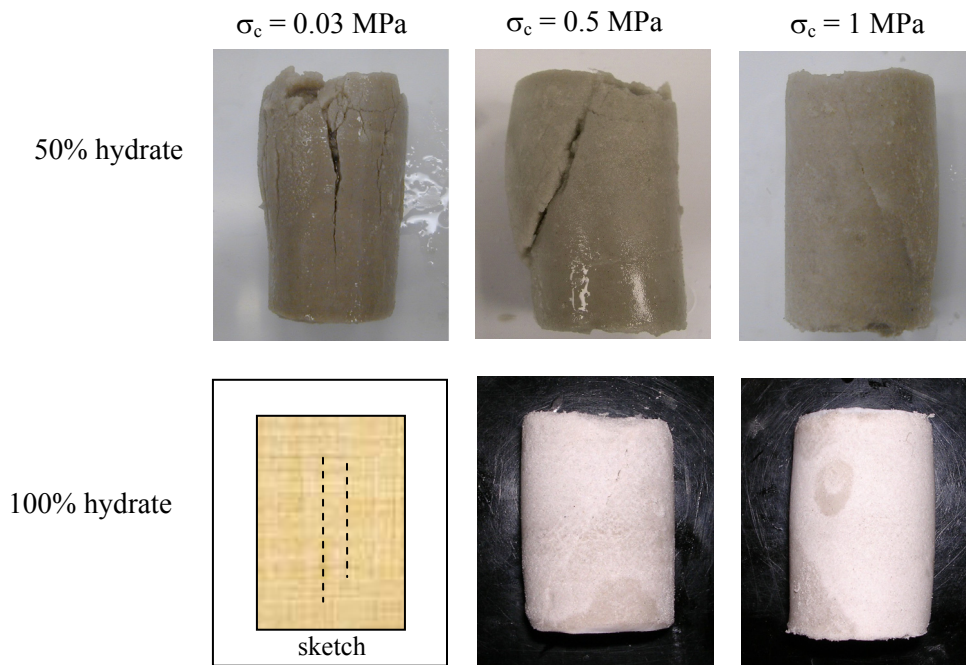 σc = 0.03 MPa σc = 0.5 MPa σc = 1 MPa
50% hydrate
100% hydrate
sketch